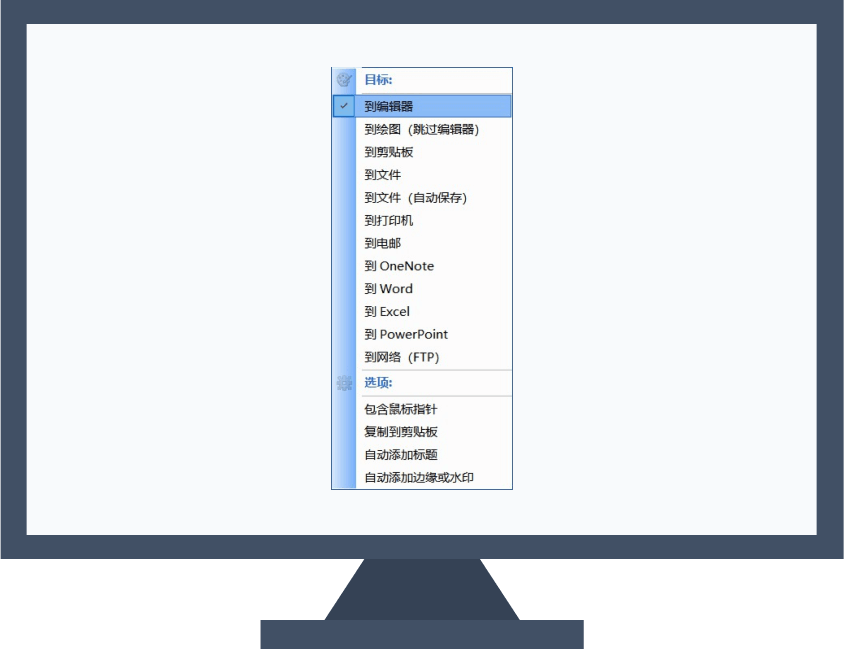 目标:
到编辑器
到绘图（跳过编辑器）
到剪贴板
到文件
到文件（自动保存）
到打印机
到电邮
到 OneNote
到 Word
到 Excel
到 PowerPoint
到网络（FTP）
选项:
包含鼠标指针
复制到剪贴板
自动添加标题
自动添加边缘或水印